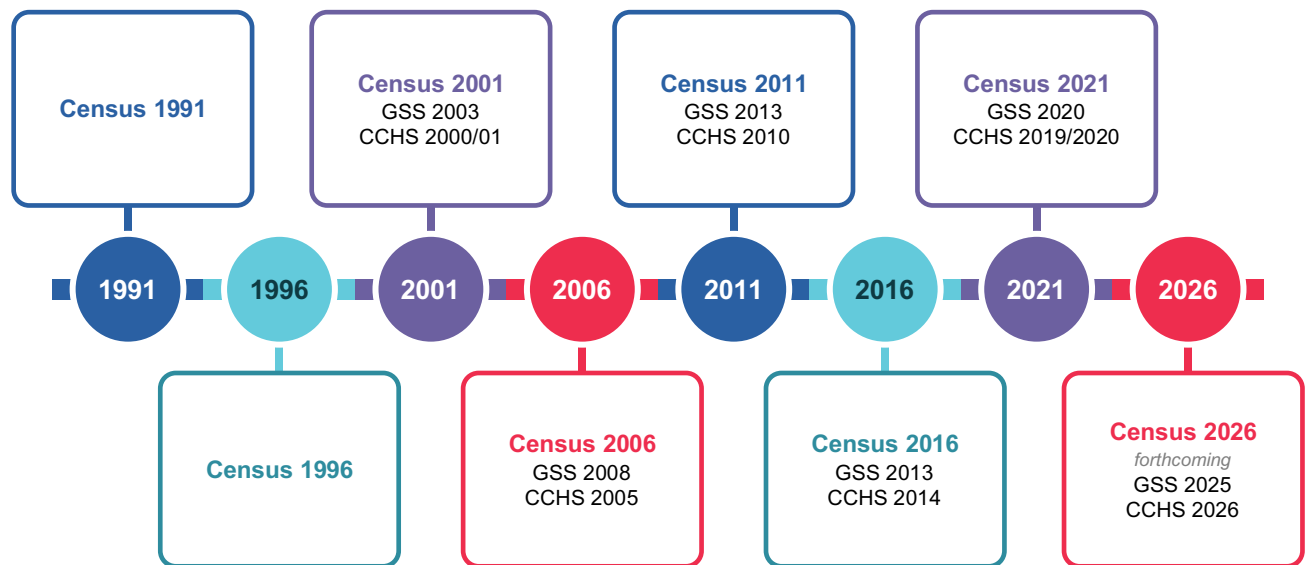 Census 1991
Census 2001
GSS 2003
CCHS 2000/01
Census 2011
GSS 2013
CCHS 2010
Census 2021
GSS 2020
CCHS 2019/2020
1991
1996
2001
2006
2011
2016
2021
2026
Census 1996
Census 2006
GSS 2008
CCHS 2005
Census 2016
GSS 2013
CCHS 2014
Census 2026
forthcoming
GSS 2025
CCHS 2026